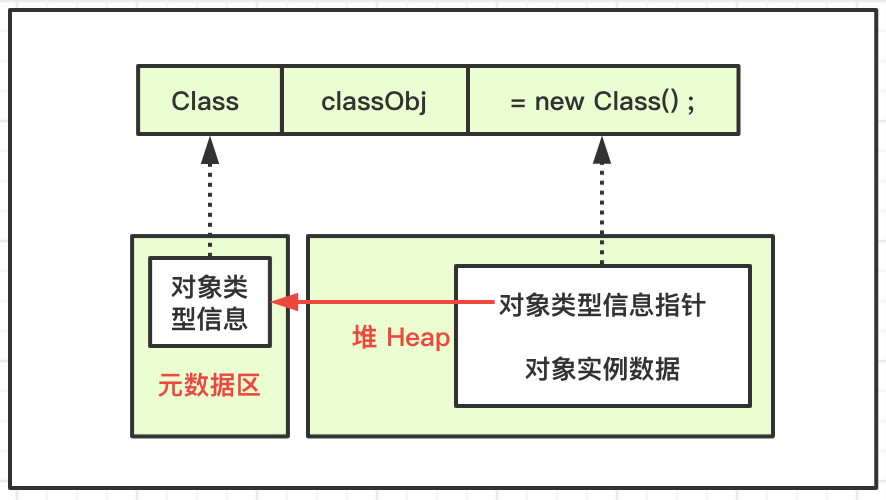 Class classObj = new Class() ;
对象类
型信息
元数据区
堆 Heap
对象类型信息指针
对象实例数据